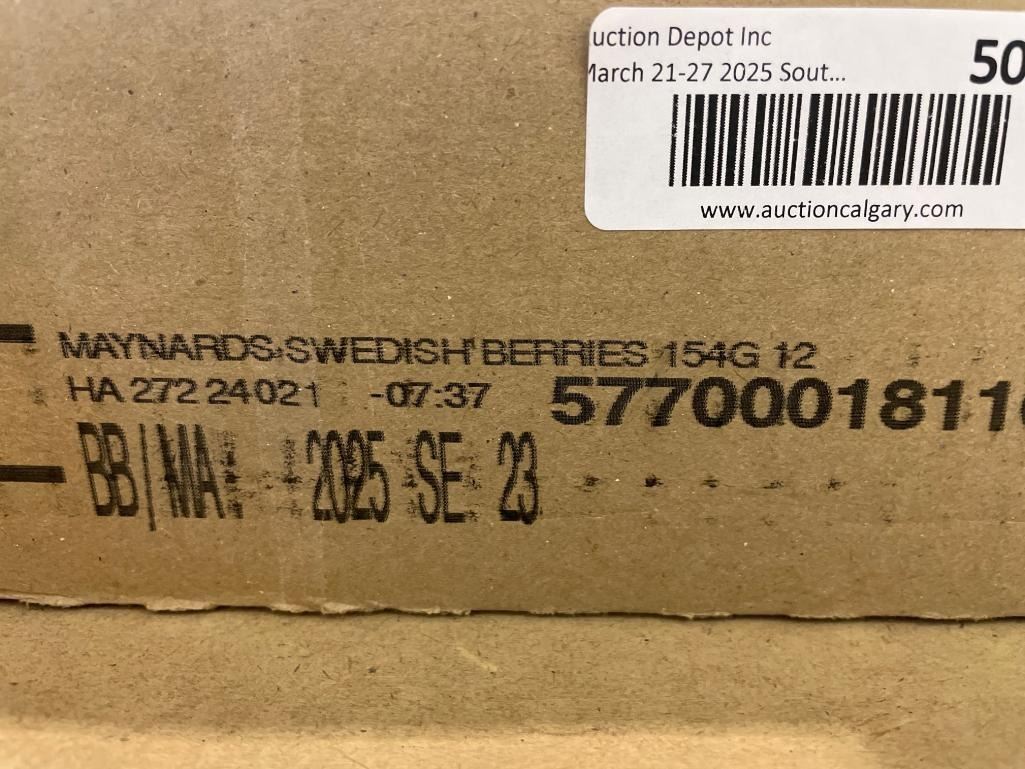 uction Depot Inc
March 21-27 2025 Sout...
50
www.auctioncalgary.com
MAYNARDS SWEDISH BERRIES 154G 12
HA 272 24021 -07:37
5770001811
BB/MA 2025 SE 23